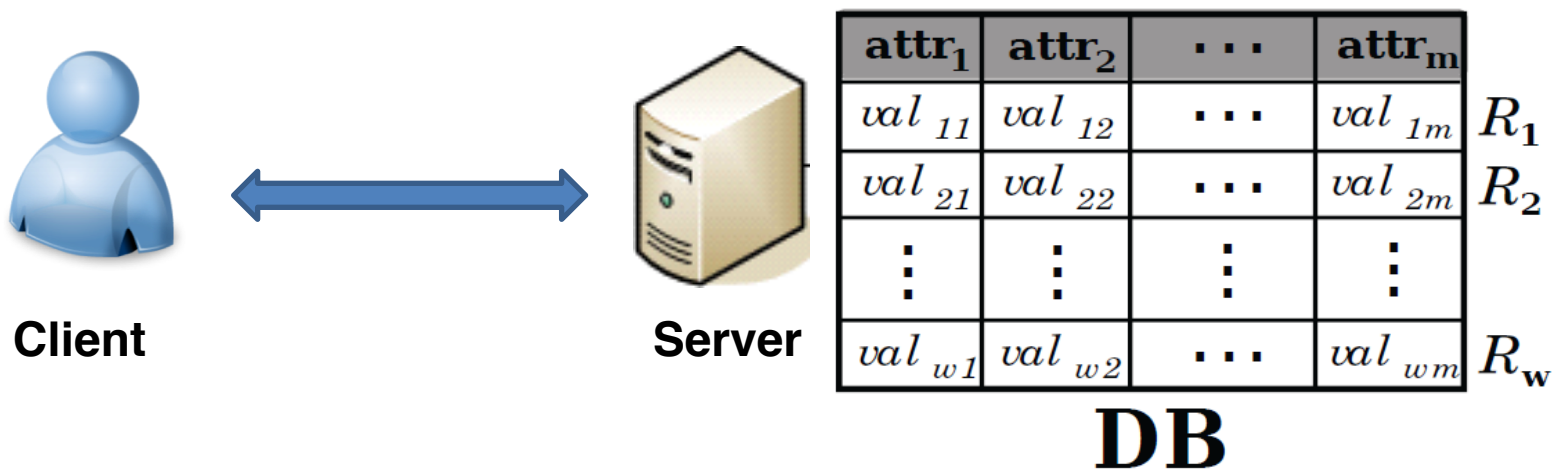 attr₁ attr₂ ... attrₘ
val ₁₁ val ₁₂ ... val ₁ₘ R₁
val ₂₁ val ₂₂ ... val ₂ₘ R₂
⋮ ⋮ ⋮ ⋮
Client Server
val w1 val w2 ... val wm Rw
DB